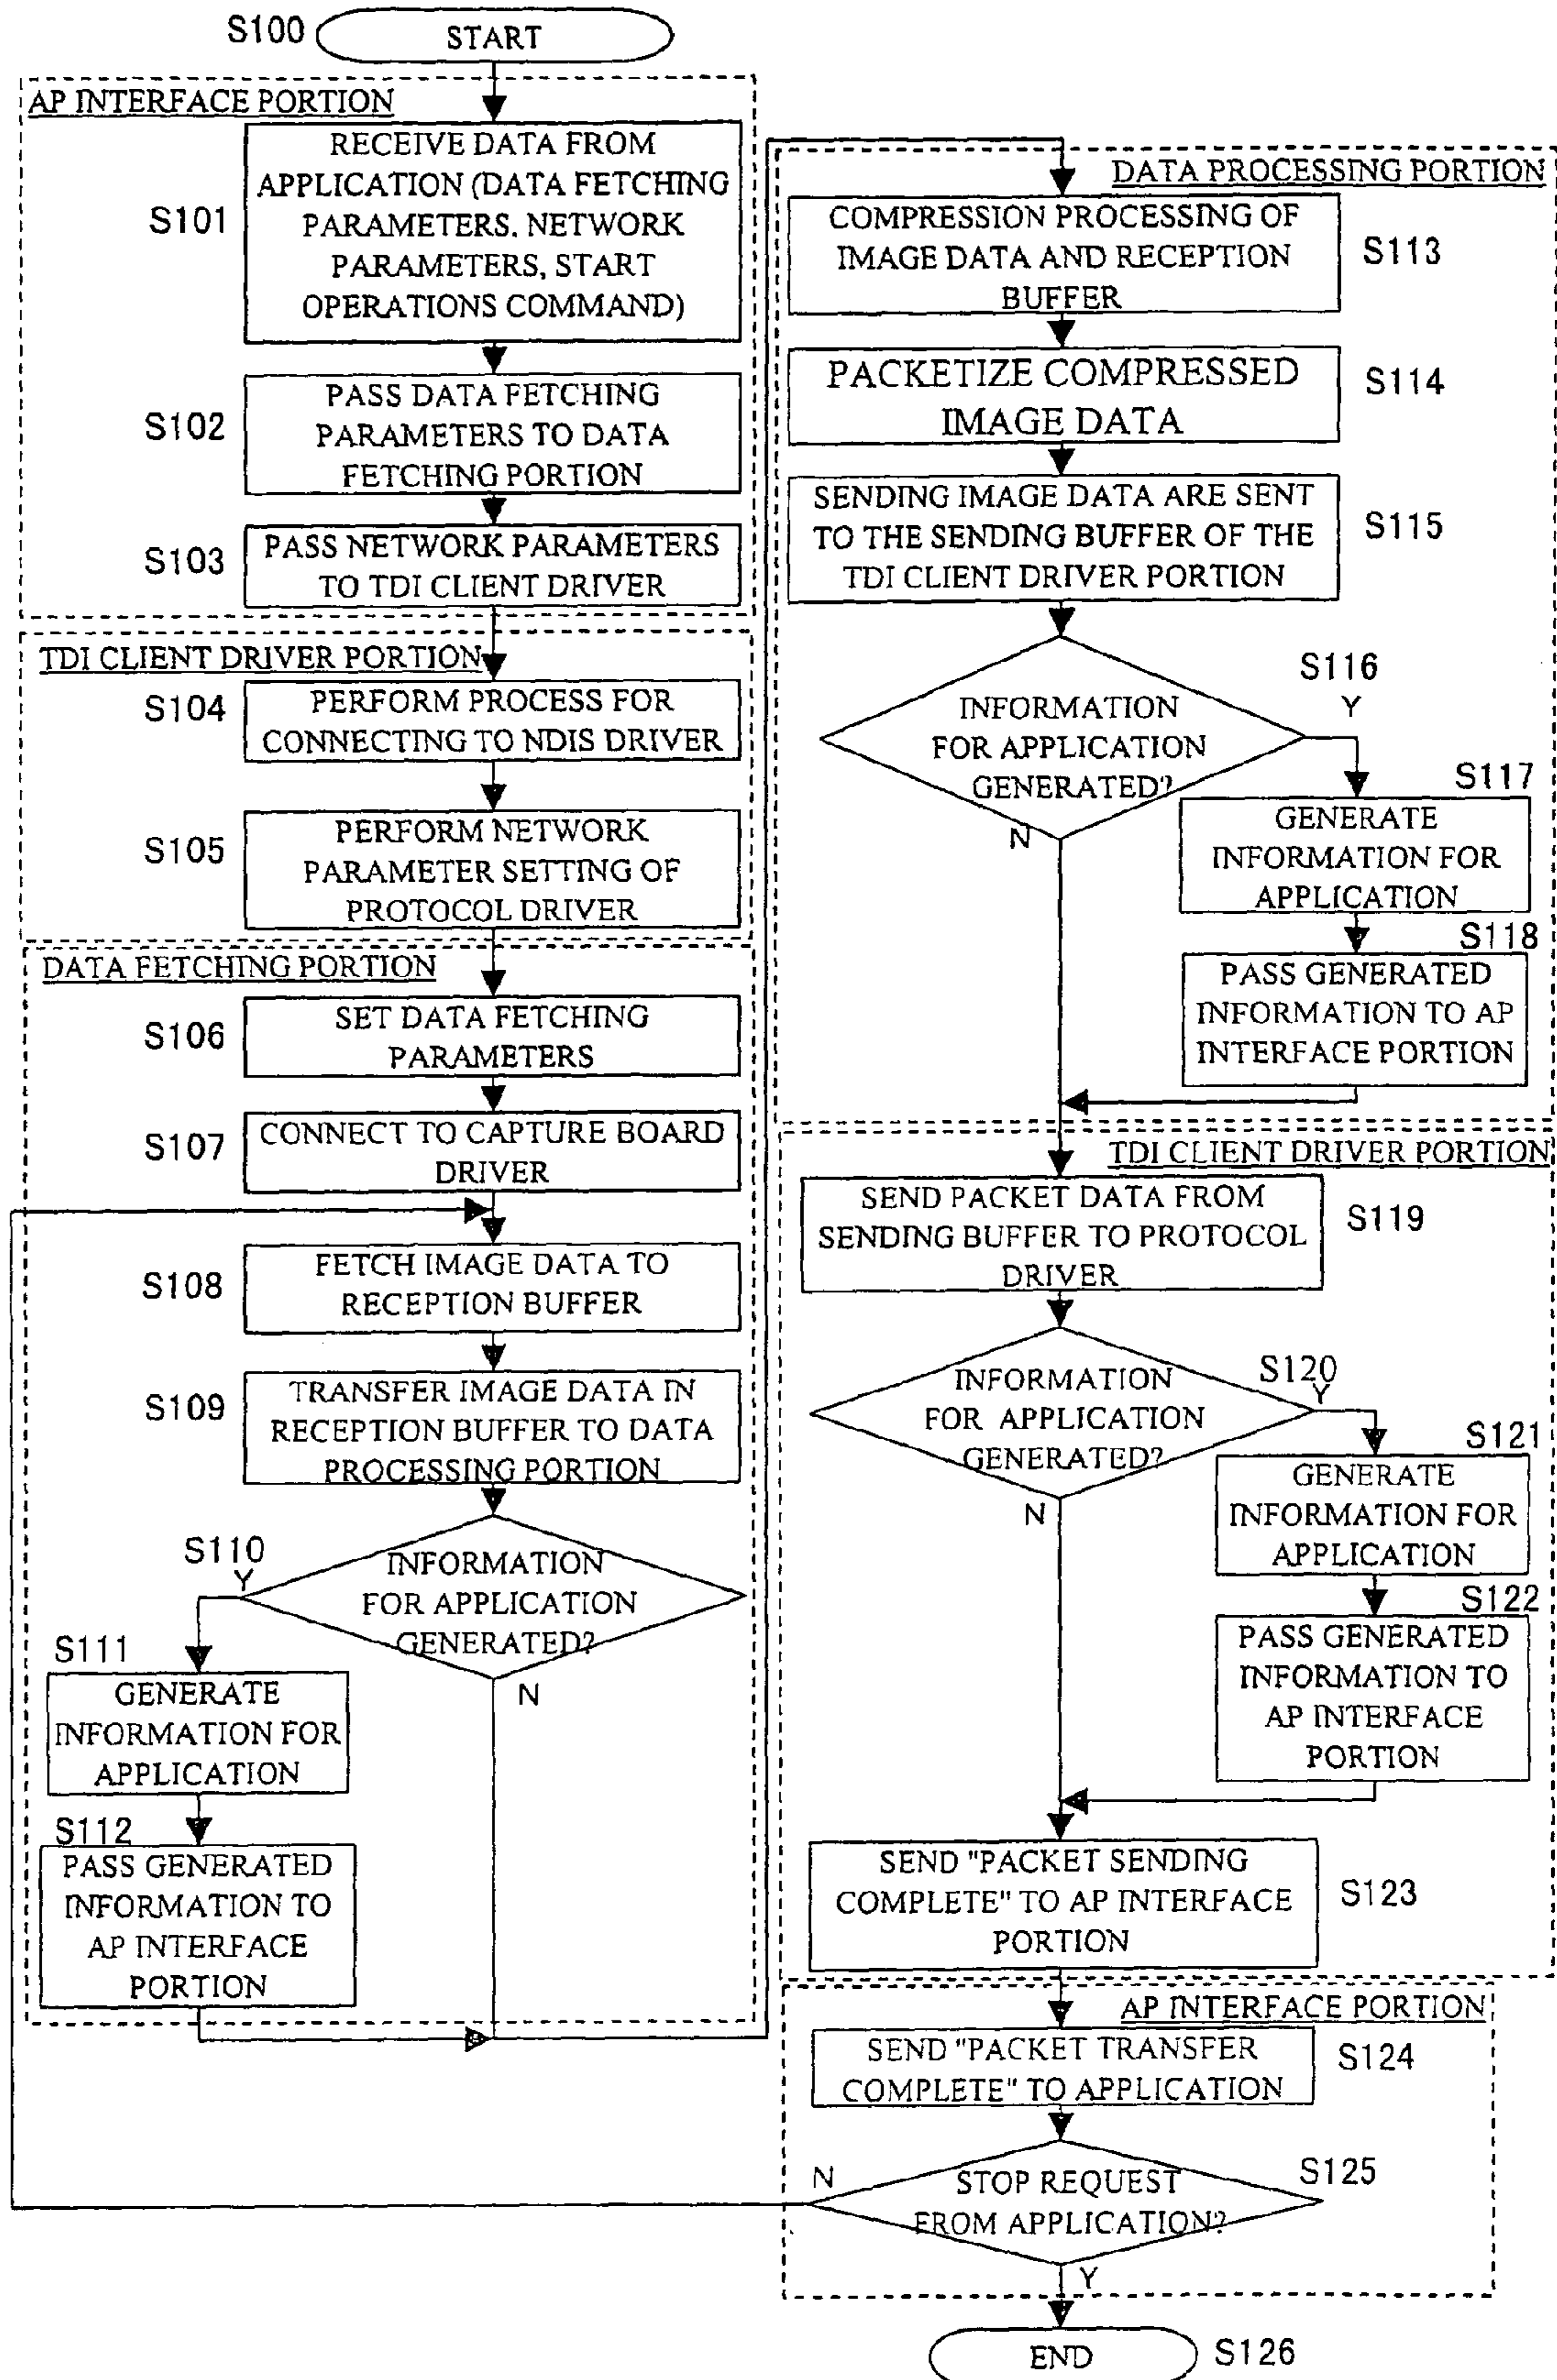 S100
START
AP INTERFACE PORTION
S101
RECEIVE DATA FROM
APPLICATION (DATA FETCHING
PARAMETERS, NETWORK
PARAMETERS, START
OPERATIONS COMMAND)
S102
PASS DATA FETCHING
PARAMETERS TO DATA
FETCHING PORTION
S103
PASS NETWORK PARAMETERS
TO TDI CLIENT DRIVER
TDI CLIENT DRIVER PORTION
S104
PERFORM PROCESS FOR
CONNECTING TO NDIS DRIVER
S105
PERFORM NETWORK
PARAMETER SETTING OF
PROTOCOL DRIVER
DATA FETCHING PORTION
S106
SET DATA FETCHING
PARAMETERS
S107
CONNECT TO CAPTURE BOARD
DRIVER
S108
FETCH IMAGE DATA TO
RECEPTION BUFFER
S109
TRANSFER IMAGE DATA IN
RECEPTION BUFFER TO DATA
PROCESSING PORTION
S110
Y
INFORMATION
FOR APPLICATION
GENERATED?
N
S111
GENERATE
INFORMATION FOR
APPLICATION
S112
PASS GENERATED
INFORMATION TO
AP INTERFACE
PORTION
DATA PROCESSING PORTION
COMPRESSION PROCESSING OF
IMAGE DATA AND RECEPTION
BUFFER
S113
PACKETIZE COMPRESSED
IMAGE DATA
S114
SENDING IMAGE DATA ARE SENT
TO THE SENDING BUFFER OF THE
TDI CLIENT DRIVER PORTION
S115
S116
Y
INFORMATION
FOR APPLICATION
GENERATED?
N
S117
GENERATE
INFORMATION FOR
APPLICATION
S118
PASS GENERATED
INFORMATION TO AP
INTERFACE PORTION
TDI CLIENT DRIVER PORTION
SEND PACKET DATA FROM
SENDING BUFFER TO PROTOCOL
DRIVER
S119
S120
Y
INFORMATION
FOR APPLICATION
GENERATED?
N
S121
GENERATE
INFORMATION FOR
APPLICATION
S122
PASS GENERATED
INFORMATION TO
AP INTERFACE
PORTION
SEND "PACKET SENDING
COMPLETE" TO AP INTERFACE
PORTION
S123
AP INTERFACE PORTION
SEND "PACKET TRANSFER
COMPLETE" TO APPLICATION
S124
N
STOP REQUEST
FROM APPLICATION?
S125
Y
END
S126